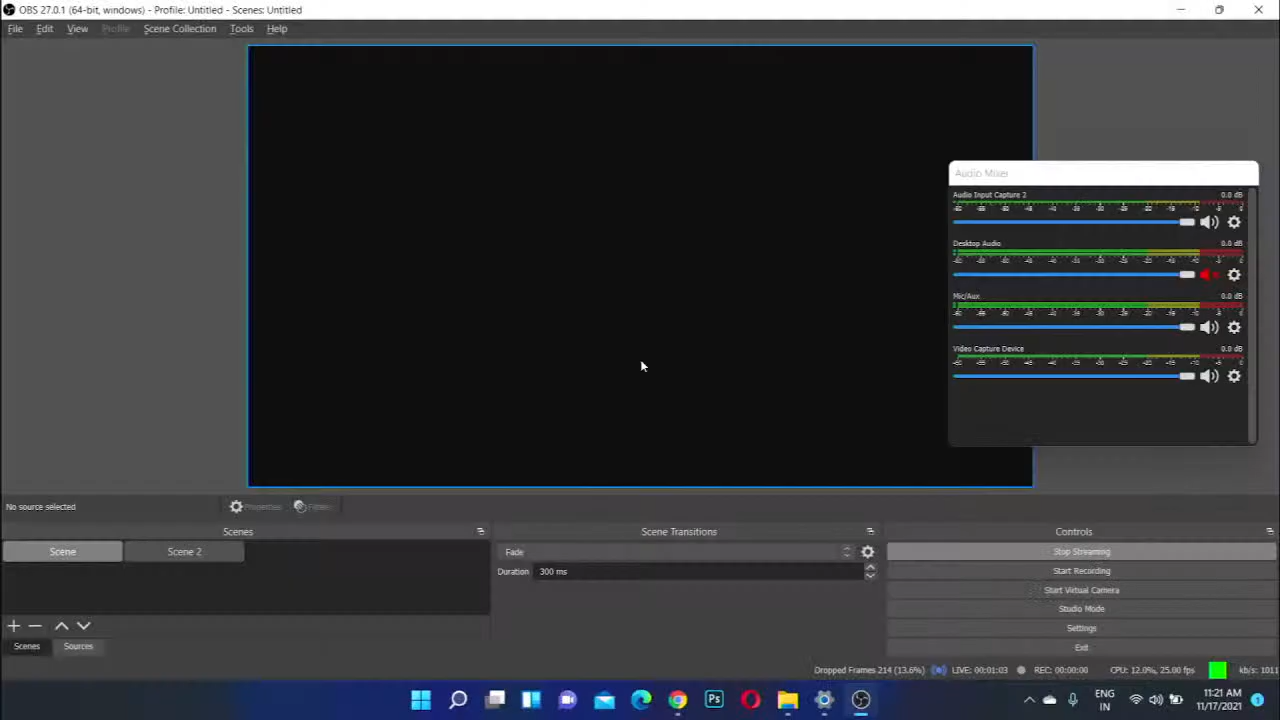 OBS 27.0.1 (64-bit, windows) - Profile: Untitled - Scenes: Untitled
File Edit View Profile Scene Collection Tools Help
Audio Mixer
Audio Input Capture 2 0.0 dB
Desktop Audio 0.0 dB
Mic/Aux 0.0 dB
Video Capture Device 0.0 dB
No source selected Properties Filters
Scenes Scene Transitions Controls
Scene Scene 2
Fade
Duration 300 ms
Stop Streaming
Start Recording
Start Virtual Camera
Studio Mode
Settings
Exit
Scenes Sources
Dropped Frames 214 (13.6%) LIVE: 00:01:03 REC: 00:00:00 CPU: 12.0%, 25.00 fps kb/s: 1011
Ps
ENG
IN
11:21 AM
11/17/2021
1